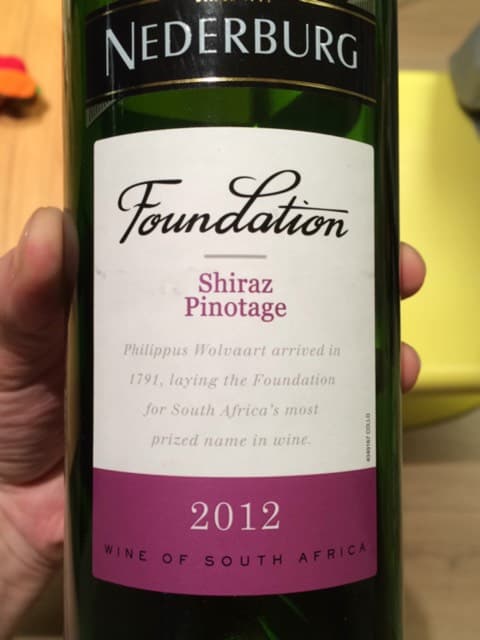 NEDERBURG
Foundation
Shiraz
Pinotage
Philippus Wolvaart arrived in
1791, laying the Foundation
for South Africa's most
prized name in wine.
2012
WINE OF SOUTH AFRICA